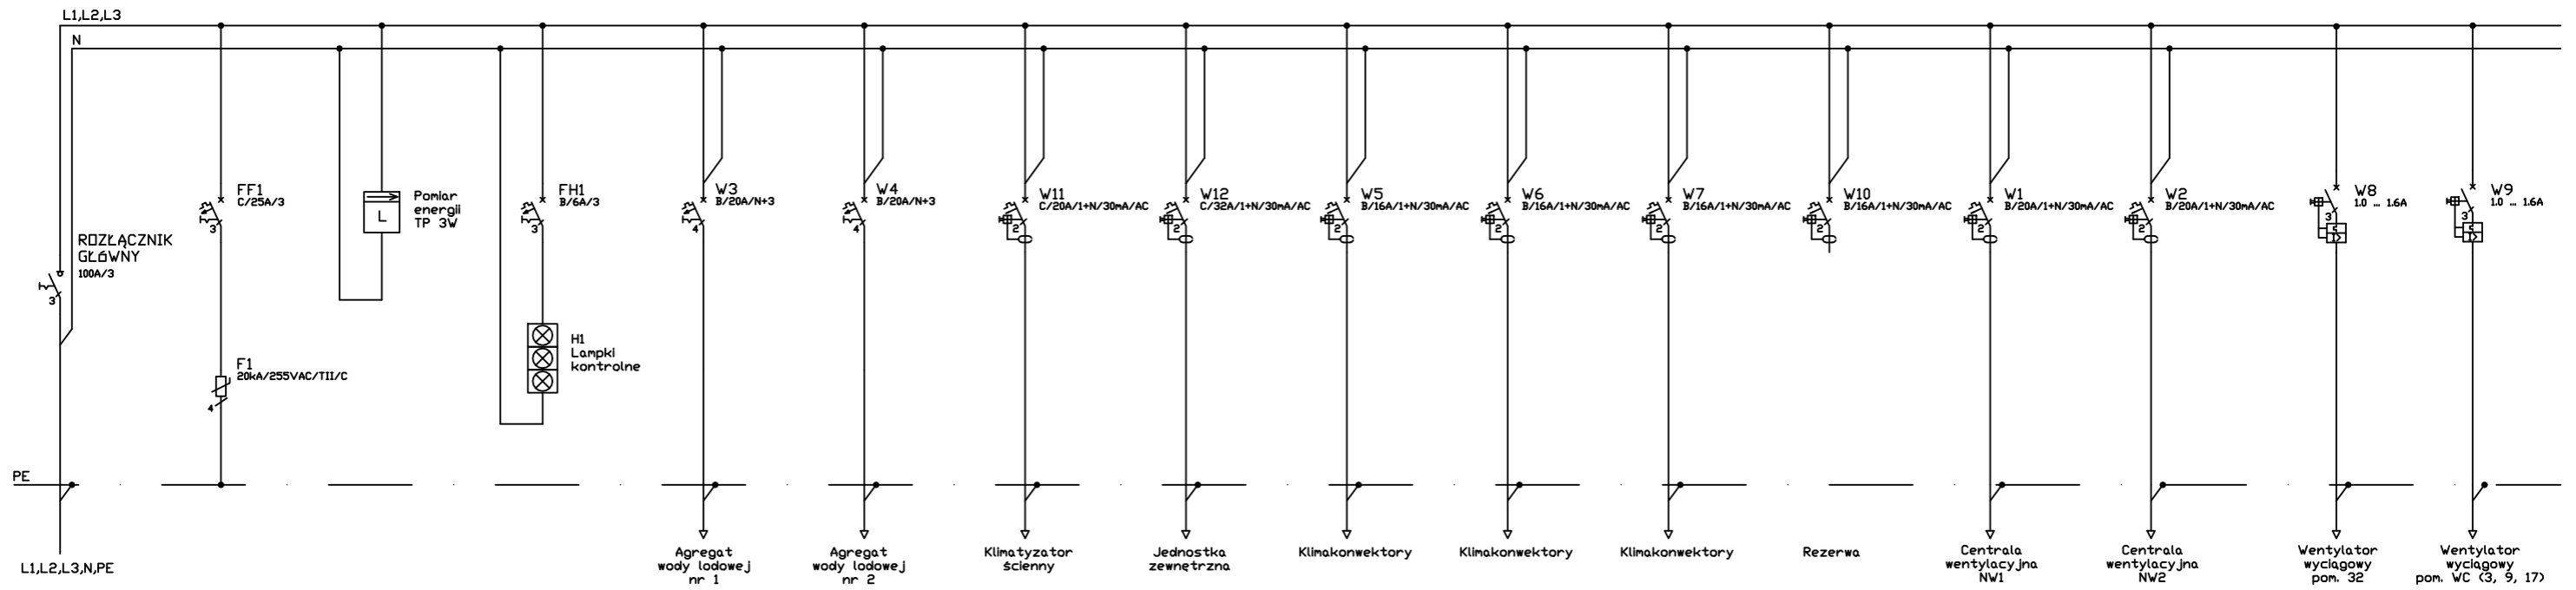 L1,L2,L3
N
ROZŁĄCZNIK
GŁÓWNY
100A/3
3
FF1
C/25A/3
3
F1
20kA/255VAC/TII/C
4
L
Pomiar
energii
TP 3W
FH1
B/6A/3
3
H1
Lampki
kontrolne
W3
B/20A/N+3
4
W4
B/20A/N+3
4
W11
C/20A/1+N/30mA/AC
2
W12
C/32A/1+N/30mA/AC
2
W5
B/16A/1+N/30mA/AC
2
W6
B/16A/1+N/30mA/AC
2
W7
B/16A/1+N/30mA/AC
2
W10
B/16A/1+N/30mA/AC
2
W1
B/20A/1+N/30mA/AC
2
W2
B/20A/1+N/30mA/AC
2
W8
1.0 ... 1.6A
3
I>
W9
1.0 ... 1.6A
3
I>
PE
L1,L2,L3,N,PE
Agregat
wody lodowej
nr 1
Agregat
wody lodowej
nr 2
Klimatyzator
ścienny
Jednostka
zewnętrzna
Klimakonwektory
Klimakonwektory
Klimakonwektory
Rezerwa
Centrala
wentylacyjna
NW1
Centrala
wentylacyjna
NW2
Wentylator
wyciągowy
pom. 32
Wentylator
wyciągowy
pom. WC (3, 9, 17)